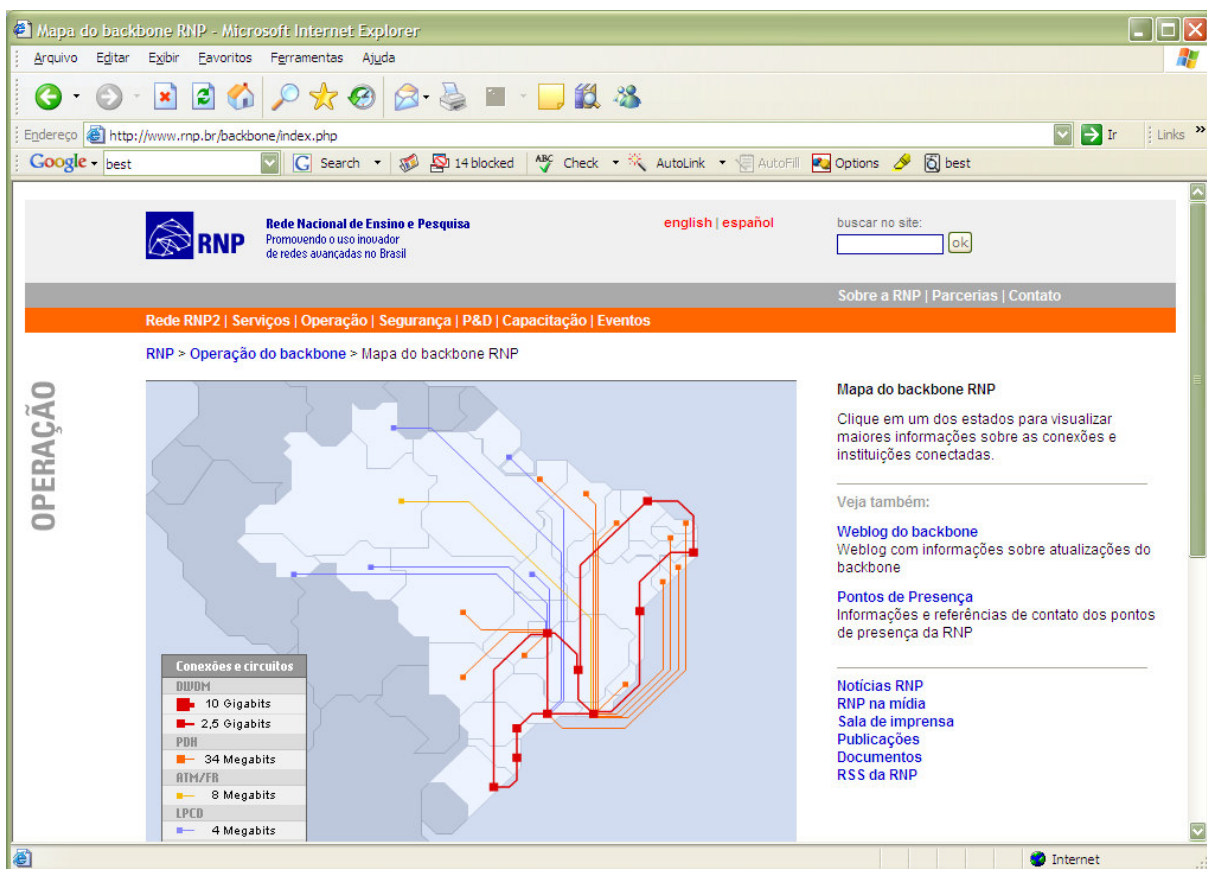 Mapa do backbone RNP - Microsoft Internet Explorer
Arquivo Editar Exibir Favoritos Ferramentas Ajuda
Endereço http://www.rnp.br/backbone/index.php Ir Links »
Google best Search 14 blocked ABC Check AutoLink AutoFill Options best
RNP
Rede Nacional de Ensino e Pesquisa
Promovendo o uso inovador
de redes avançadas no Brasil
english | español
buscar no site:
ok
Sobre a RNP | Parcerias | Contato
Rede RNP2 | Serviços | Operação | Segurança | P&D | Capacitação | Eventos
RNP > Operação do backbone > Mapa do backbone RNP
OPERAÇÃO
Conexões e circuitos
DWDM
10 Gigabits
2,5 Gigabits
PDH
34 Megabits
ATM/FR
8 Megabits
LPCD
4 Megabits
Mapa do backbone RNP
Clique em um dos estados para visualizar
maiores informações sobre as conexões e
instituições conectadas.
Veja também:
Weblog do backbone
Weblog com informações sobre atualizações do
backbone
Pontos de Presença
Informações e referências de contato dos pontos
de presença da RNP
Notícias RNP
RNP na mídia
Sala de imprensa
Publicações
Documentos
RSS da RNP
Internet